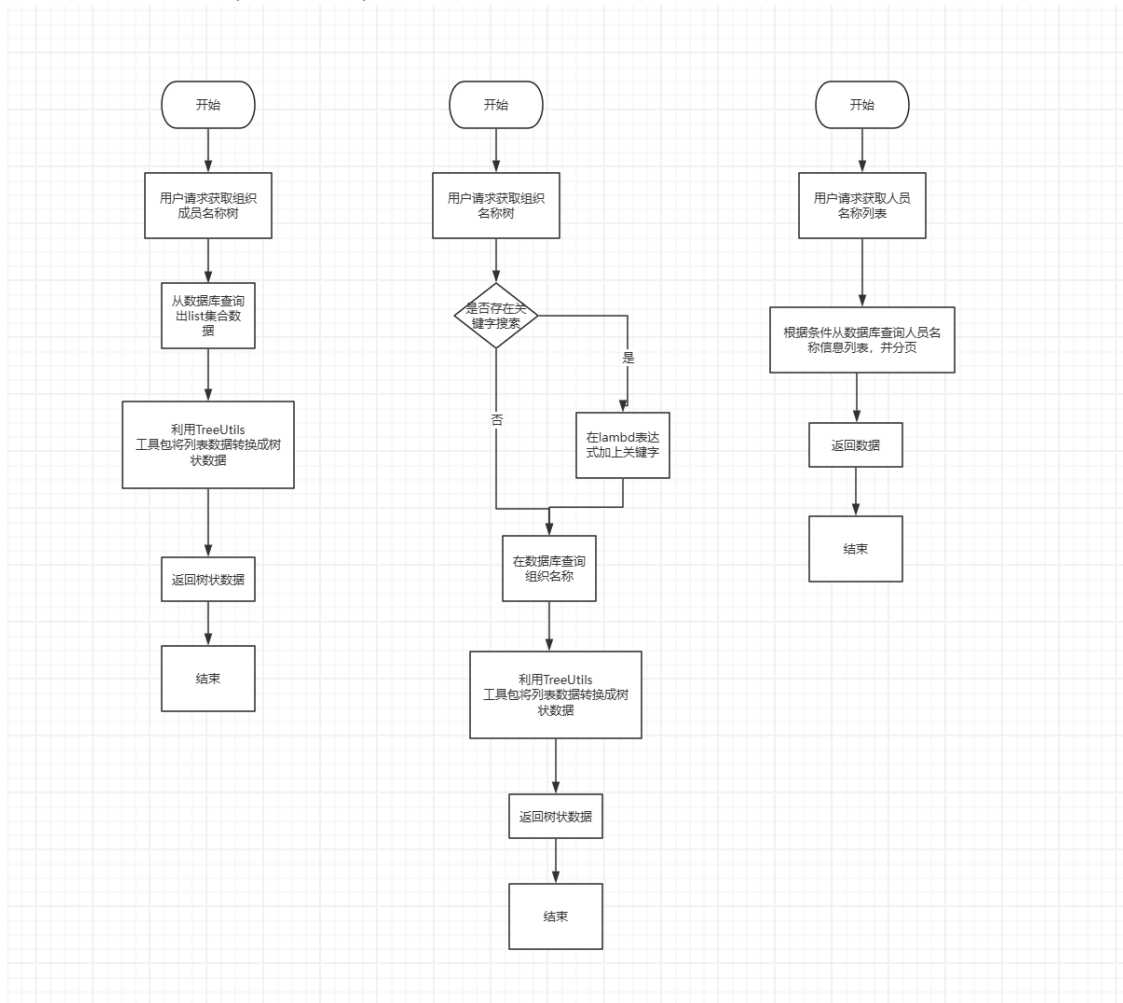 开始
用户请求获取组织
成员名称树
从数据库查询
出list集合数
据
利用TreeUtils
工具包将列表数据转换成树
状数据
返回树状数据
结束
开始
用户请求获取组织
名称树
是否存在关
键字搜索
是
否
在lambd表达
式加上关键字
在数据库查询
组织名称
利用TreeUtils
工具包将列表数据转换成树
状数据
返回树状数据
结束
开始
用户请求获取人员
名称列表
根据条件从数据库查询人员名
称信息列表，并分页
返回数据
结束